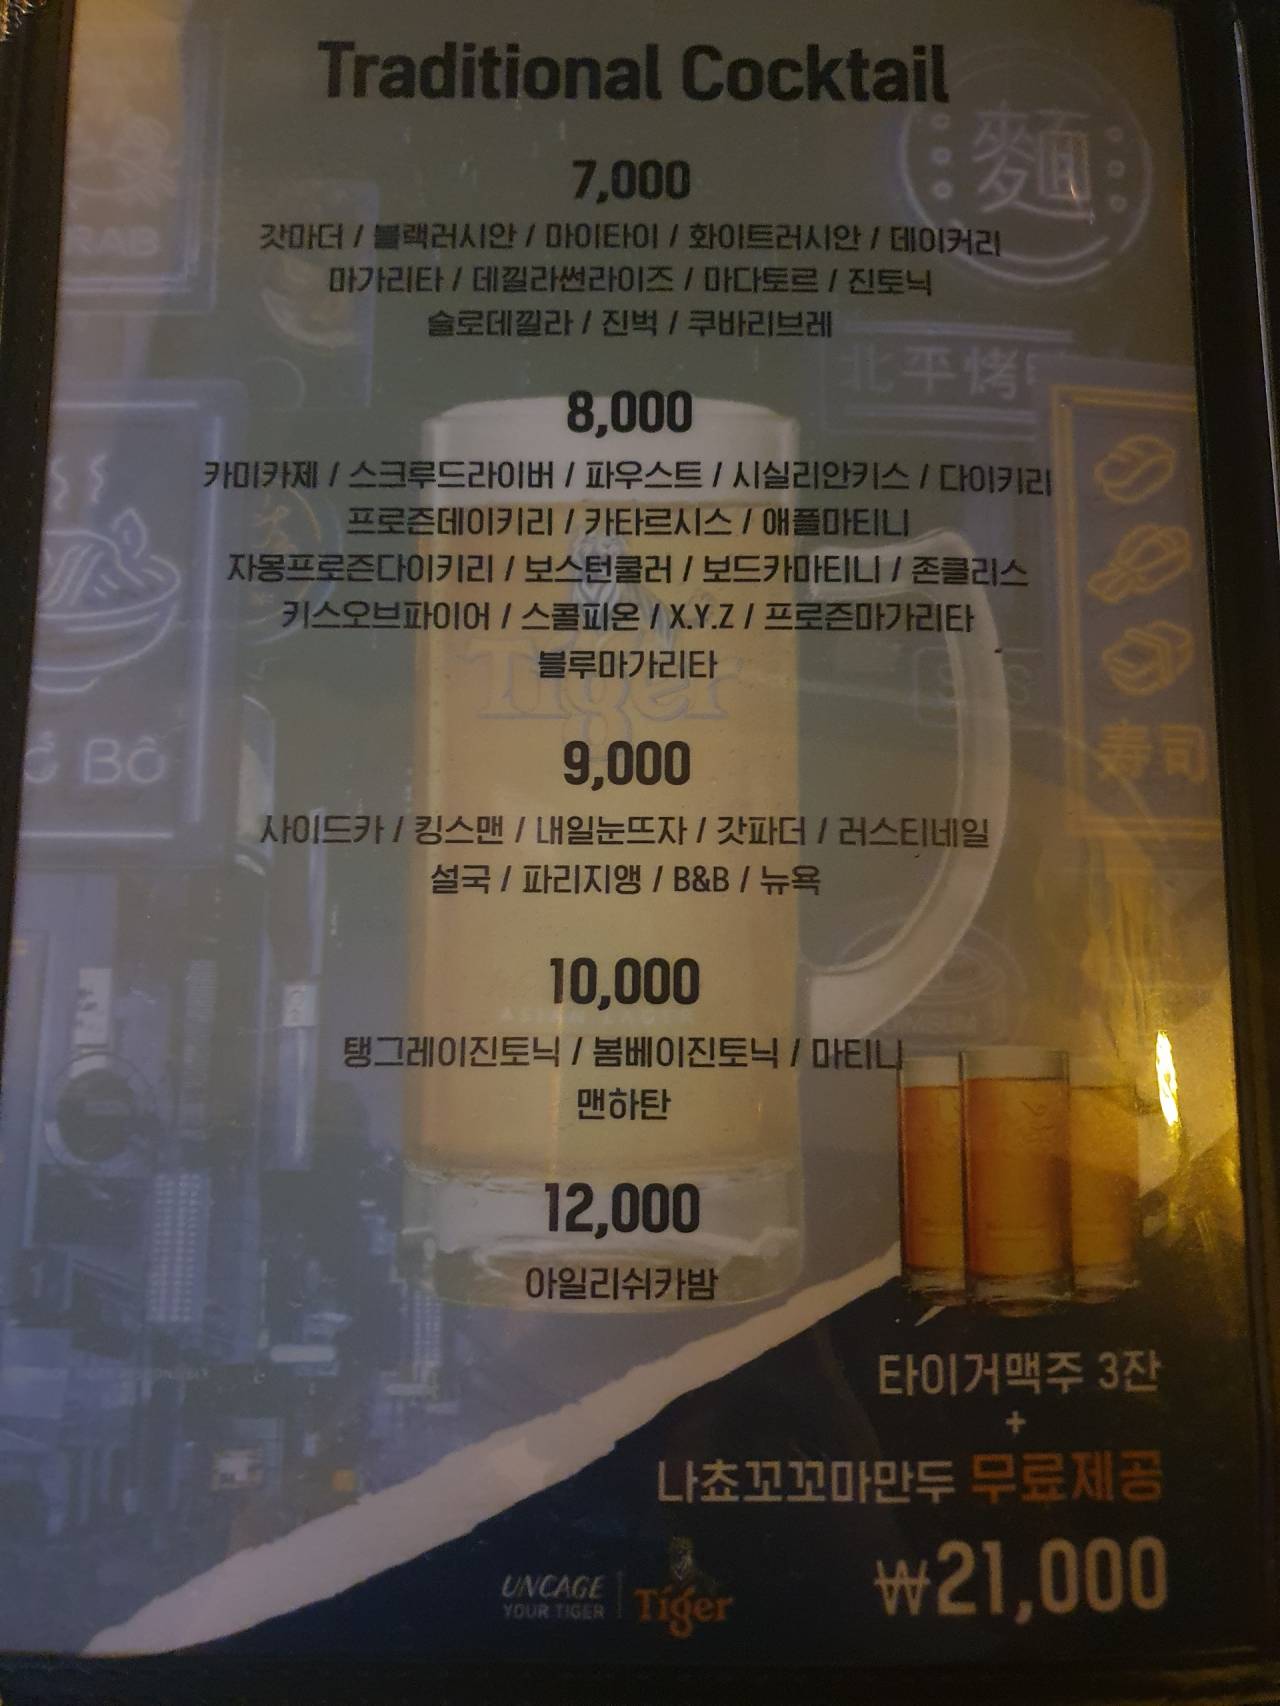 Traditional Cocktail
麵
7,000
RAB
갓마더 / 블랙러시안 / 마이타이 / 화이트러시안 / 데이커리
마가리타 / 데낄라썬라이즈 / 마다토르 / 진토닉
슬로데낄라 / 진벅 / 쿠바리브레
北平烤
8,000
카미카제 / 스크루드라이버 / 파우스트 / 시실리안키스 / 다이키리
프로즌데이키리 / 카타르시스 / 애플마티니
자몽프로즌다이키리 / 보스턴쿨러 / 보드카마티니 / 존클리스
키스오브파이어 / 스콜피온 / X.Y.Z / 프로즌마가리타
블루마가리타
Tiger
Bô
寿司
9,000
사이드카 / 킹스맨 / 내일눈뜨자 / 갓파더 / 러스티네일
설국 / 파리지앵 / B&B / 뉴욕
10,000
ASIAN LAGER
탱그레이진토닉 / 봄베이진토닉 / 마티니
맨하탄
12,000
아일리쉬카밤
타이거맥주 3잔
+
나쵸꼬꼬마만두 무료제공
₩21,000
UNCAGE
YOUR TIGER
Tiger